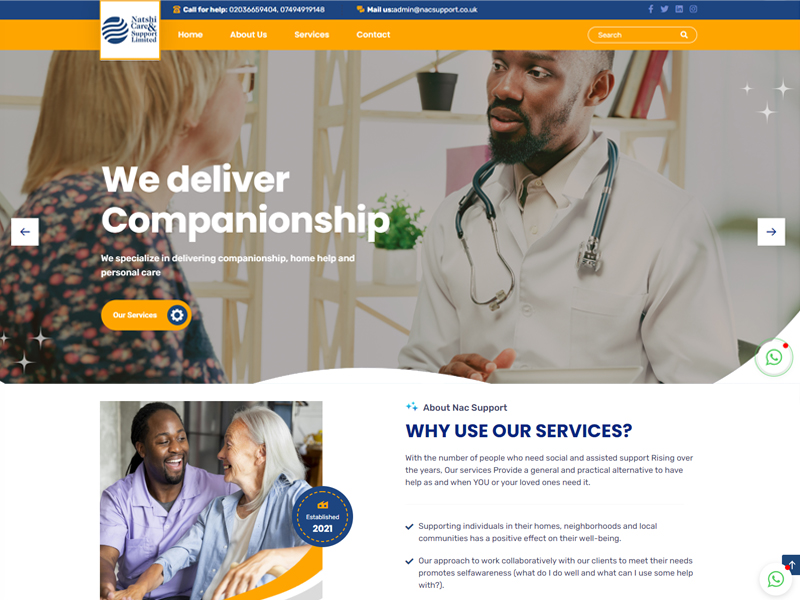 Call for help: 02036659404, 07494919148
Mail us:admin@nacsupport.co.uk
Natshi
Care&
Support
Limited
Home
About Us
Services
Contact
Search
We deliver
Companionship
We specialize in delivering companionship, home help and
personal care
Our Services
About Nac Support
WHY USE OUR SERVICES?
With the number of people who need social and assisted support Rising over
the years, Our services Provide a general and practical alternative to have
help as and when YOU or your loved ones need it.
Established
2021
Supporting individuals in their homes, neighborhoods and local
communities has a positive effect on their well-being.
Our approach to work collaboratively with our clients to meet their needs
promotes selfawareness (what do I do well and what can I use some help
with?).